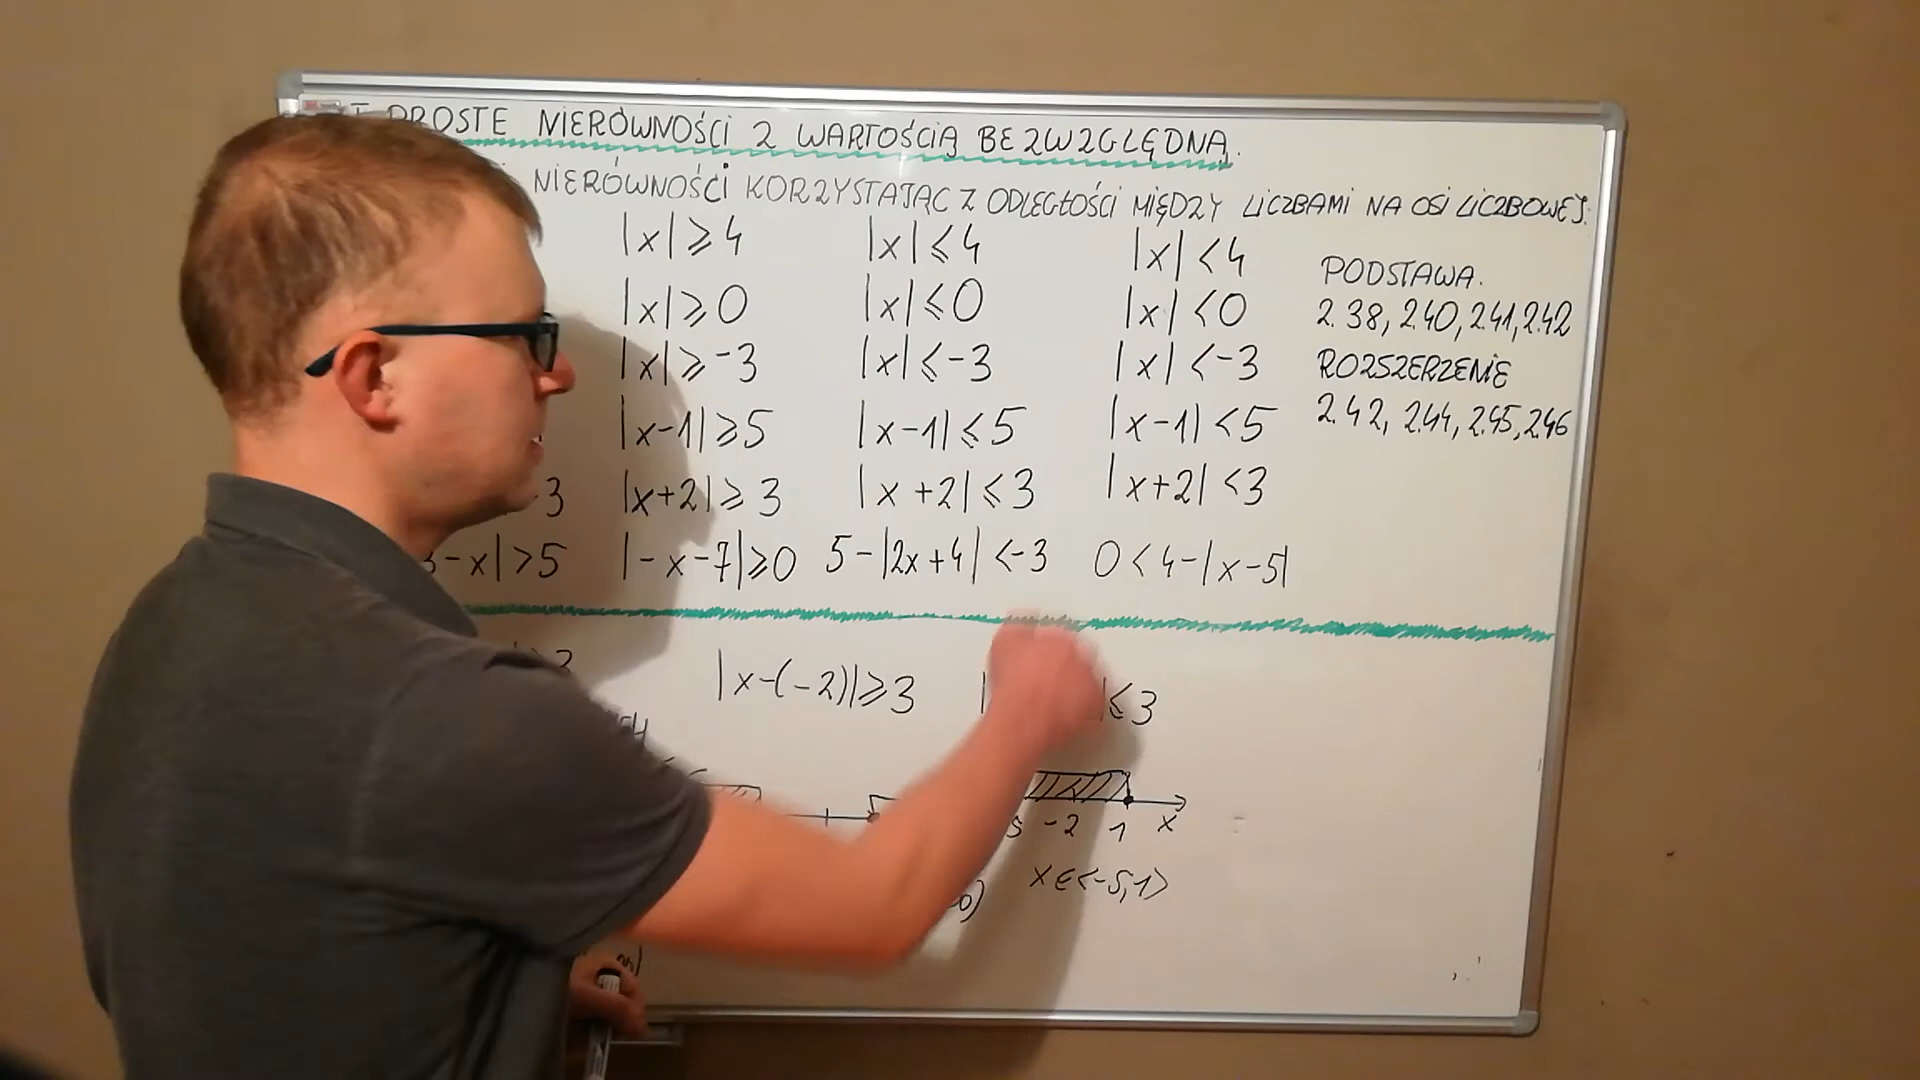 PROSTE NIERÓWNOŚCI Z WARTOŚCIĄ BEZWZGLĘDNĄ.
NIERÓWNOŚCI KORZYSTAJĄC Z ODLEGŁOŚCI MIĘDZY LICZBAMI NA OSI LICZBOWEJ.
|x| ⩾ 4 |x| ⩽ 4 |x| < 4
|x| ⩾ 0 |x| ⩽ 0 |x| < 0
|x| ⩾ -3 |x| ⩽ -3 |x| < -3
|x-1| ⩾ 5 |x-1| ⩽ 5 |x-1| < 5
3 |x+2| ⩾ 3 |x+2| ⩽ 3 |x+2| < 3
-x| > 5 |-x-7| ⩾ 0 5-|2x+4| < -3 0 < 4-|x-5|
PODSTAWA.
2.38, 2.40, 2.41, 2.42
ROZSZERZENIE
2.42, 2.44, 2.45, 2.46
|x-(-2)| ⩾ 3 | | ⩽ 3
-2 1 x
x∈<-5,1>